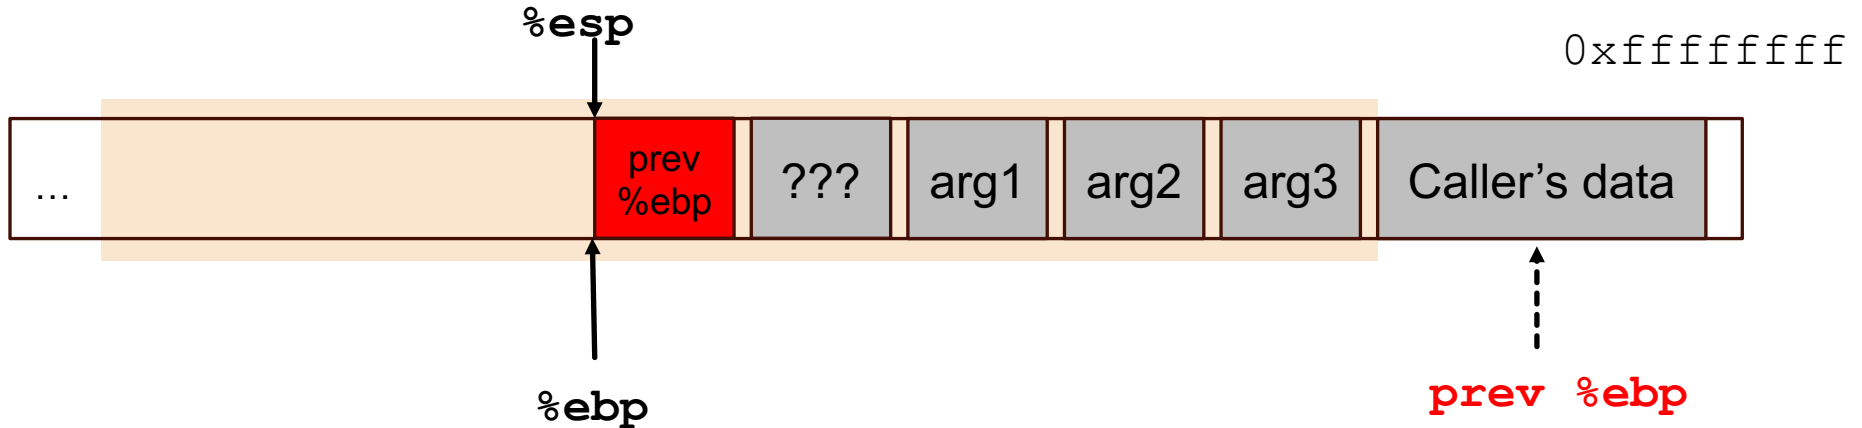 %esp
0xffffffff
...
prev
%ebp
???
arg1
arg2
arg3
Caller’s data
%ebp
prev %ebp